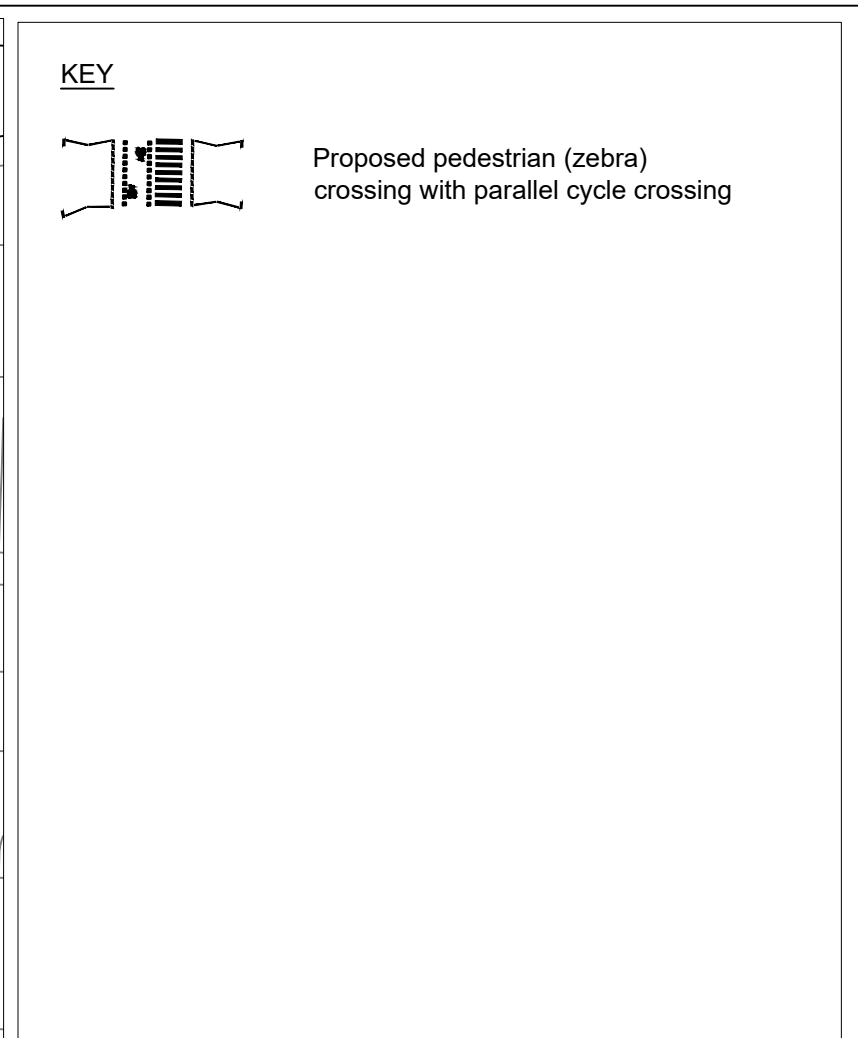 KEY
Proposed pedestrian (zebra)
crossing with parallel cycle crossing